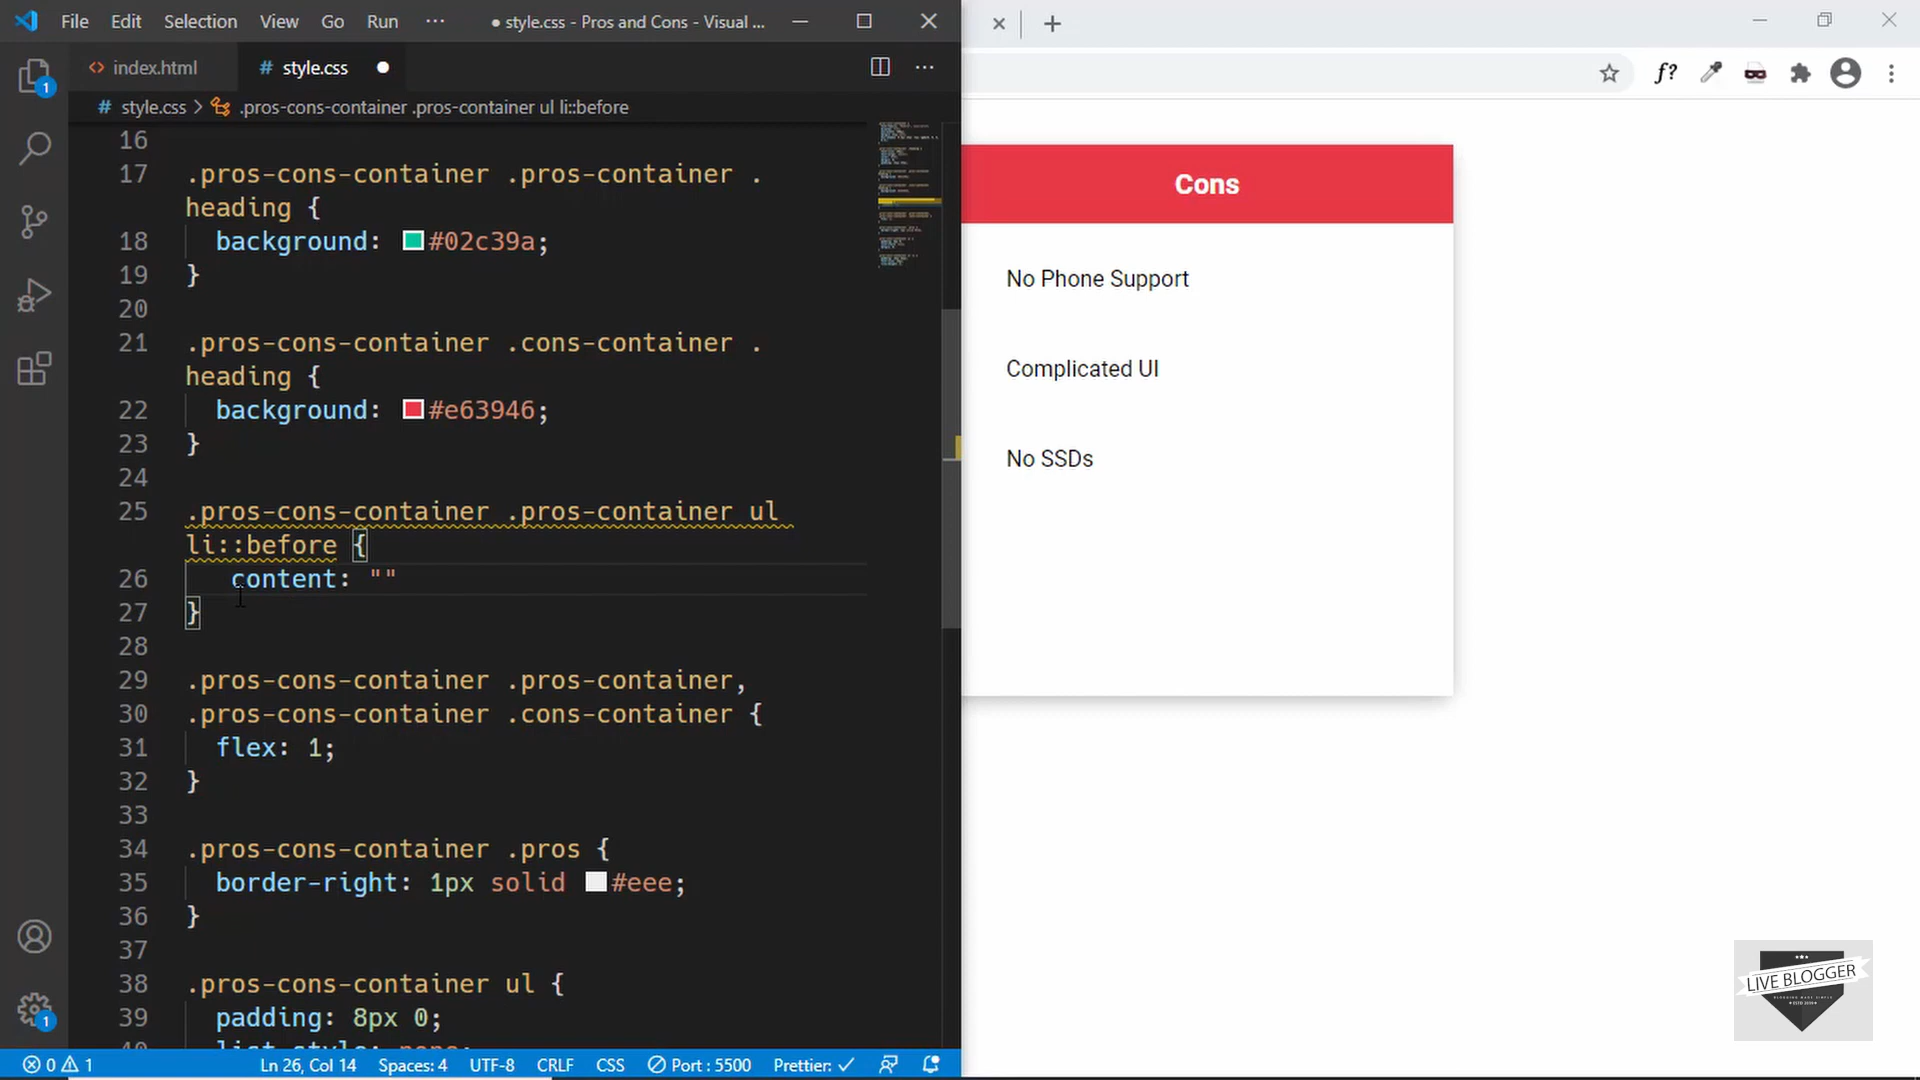 File Edit Selection View Go Run ··· ● style.css - Pros and Cons - Visual ...
index.html # style.css ●
# style.css > .pros-cons-container .pros-container ul li::before
16
17 .pros-cons-container .pros-container .
heading {
18 background: #02c39a;
19 }
20
21 .pros-cons-container .cons-container .
heading {
22 background: #e63946;
23 }
24
25 .pros-cons-container .pros-container ul
li::before {
26 content: ""
27 }
28
29 .pros-cons-container .pros-container,
30 .pros-cons-container .cons-container {
31 flex: 1;
32 }
33
34 .pros-cons-container .pros {
35 border-right: 1px solid #eee;
36 }
37
38 .pros-cons-container ul {
39 padding: 8px 0;
40 list-style: none;
1
1
0 1 Ln 26, Col 14 Spaces: 4 UTF-8 CRLF CSS Port : 5500 Prettier: ✓
f?
Cons
No Phone Support
Complicated UI
No SSDs
LIVE BLOGGER